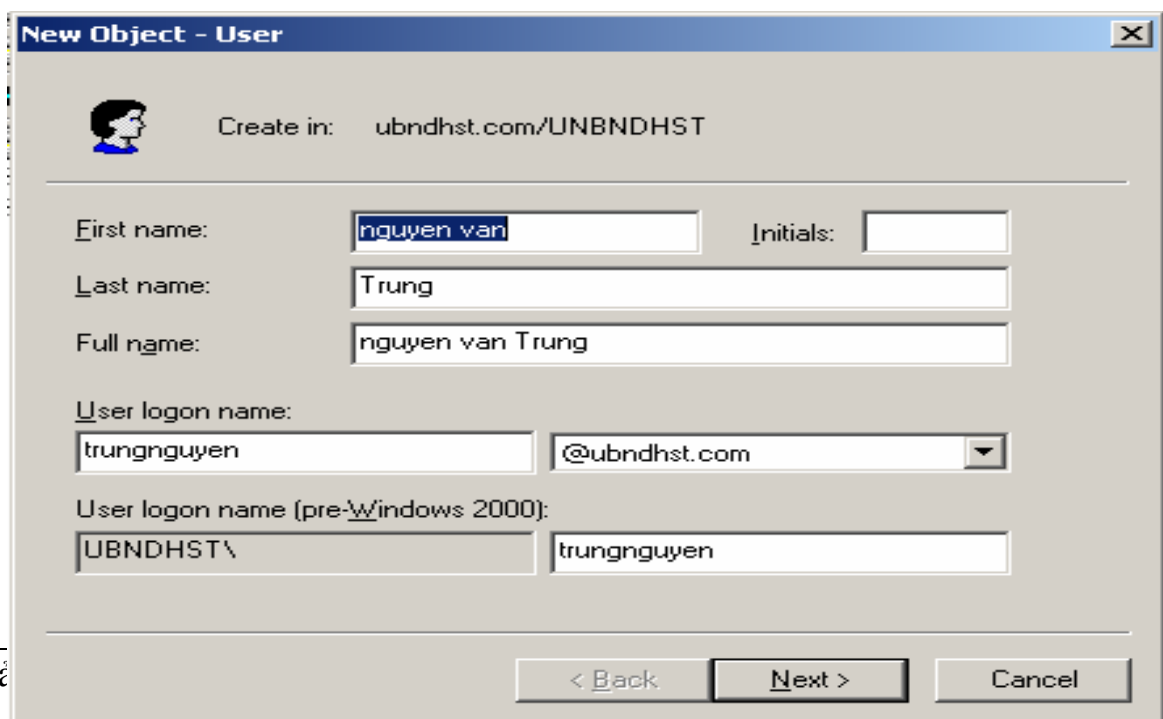 New Object - User
Create in: ubndhst.com/UNBNDHST
First name: nguyen van Initials:
Last name: Trung
Full name: nguyen van Trung
User logon name:
trungnguyen @ubndhst.com
User logon name (pre-Windows 2000):
UBNDHST\ trungnguyen
< Back Next > Cancel